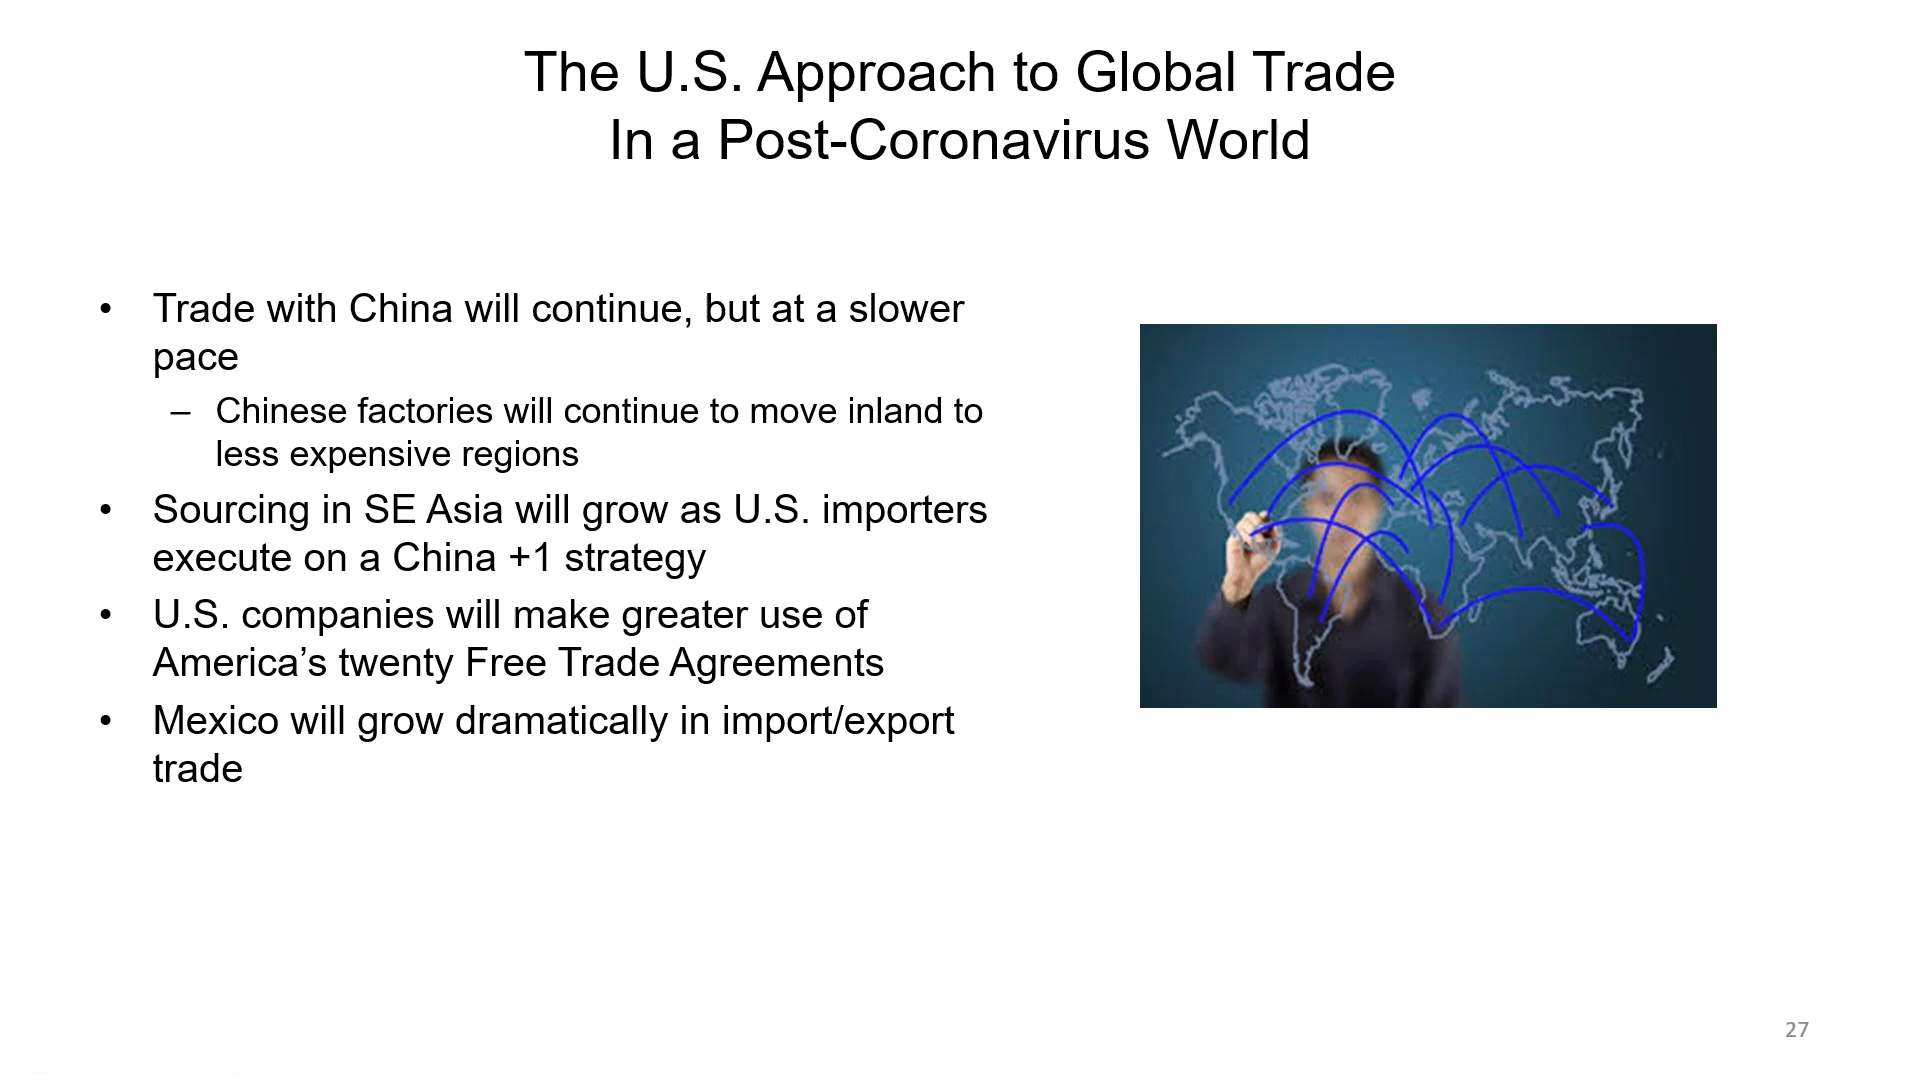 The U.S. Approach to Global Trade
In a Post-Coronavirus World
• Trade with China will continue, but at a slower
pace
– Chinese factories will continue to move inland to
less expensive regions
• Sourcing in SE Asia will grow as U.S. importers
execute on a China +1 strategy
• U.S. companies will make greater use of
America’s twenty Free Trade Agreements
• Mexico will grow dramatically in import/export
trade
27